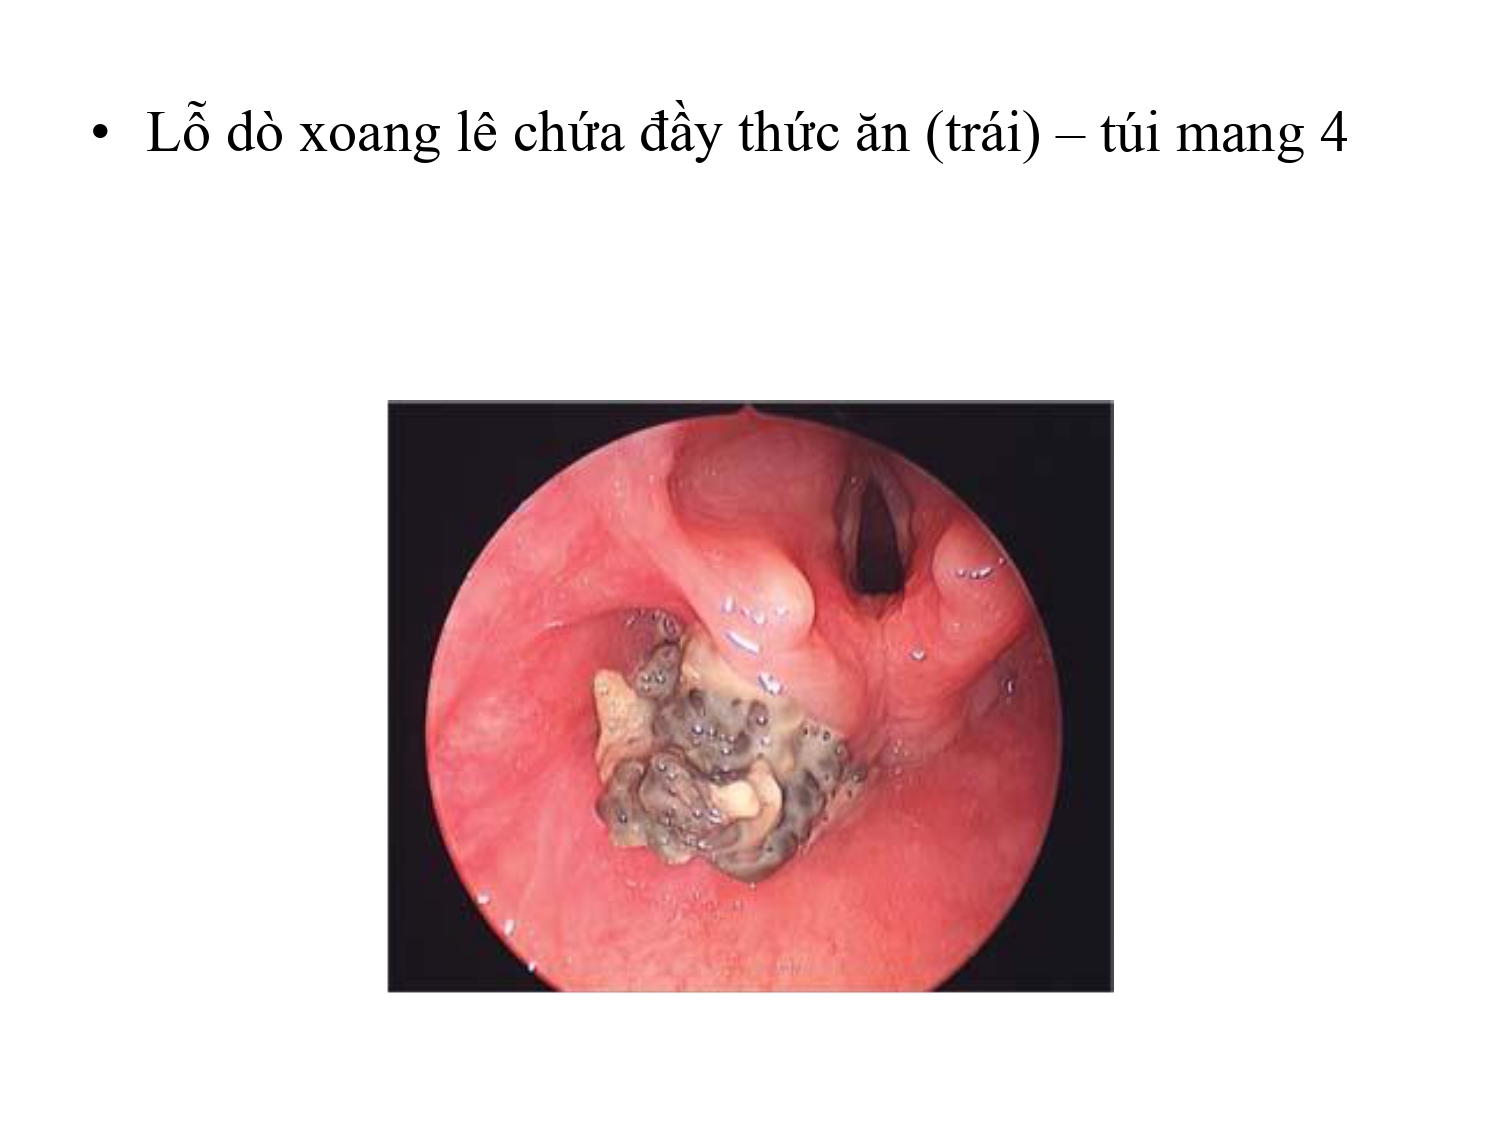 • Lỗ dò xoang lê chứa đầy thức ăn (trái) – túi mang 4